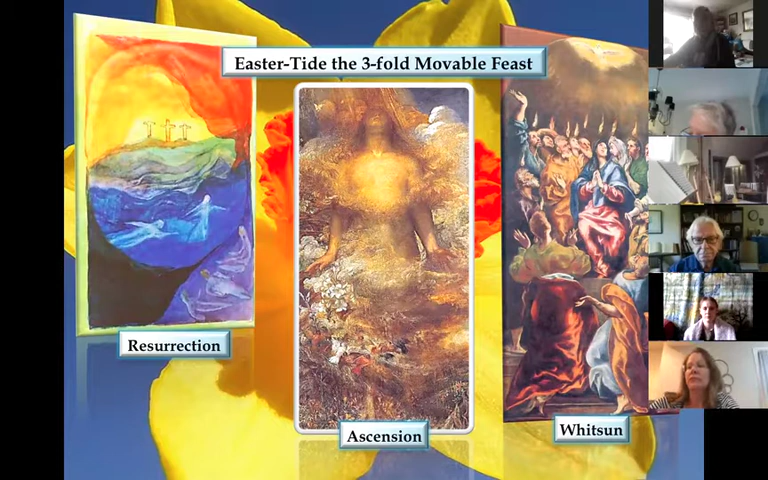 Easter-Tide the 3-fold Movable Feast
Resurrection
Ascension
Whitsun